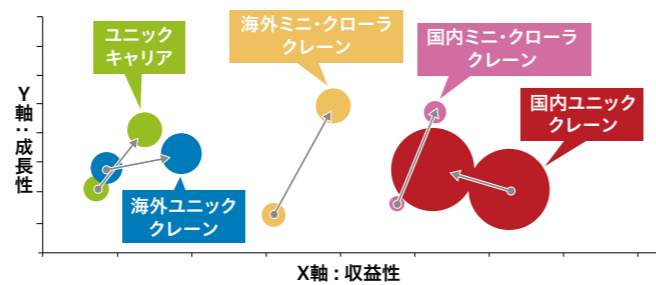 ユニック
キャリア
海外ミニ・クローラ
クレーン
国内ミニ・クローラ
クレーン
国内ユニック
クレーン
海外ユニック
クレーン
Y軸：成長性
X軸：収益性